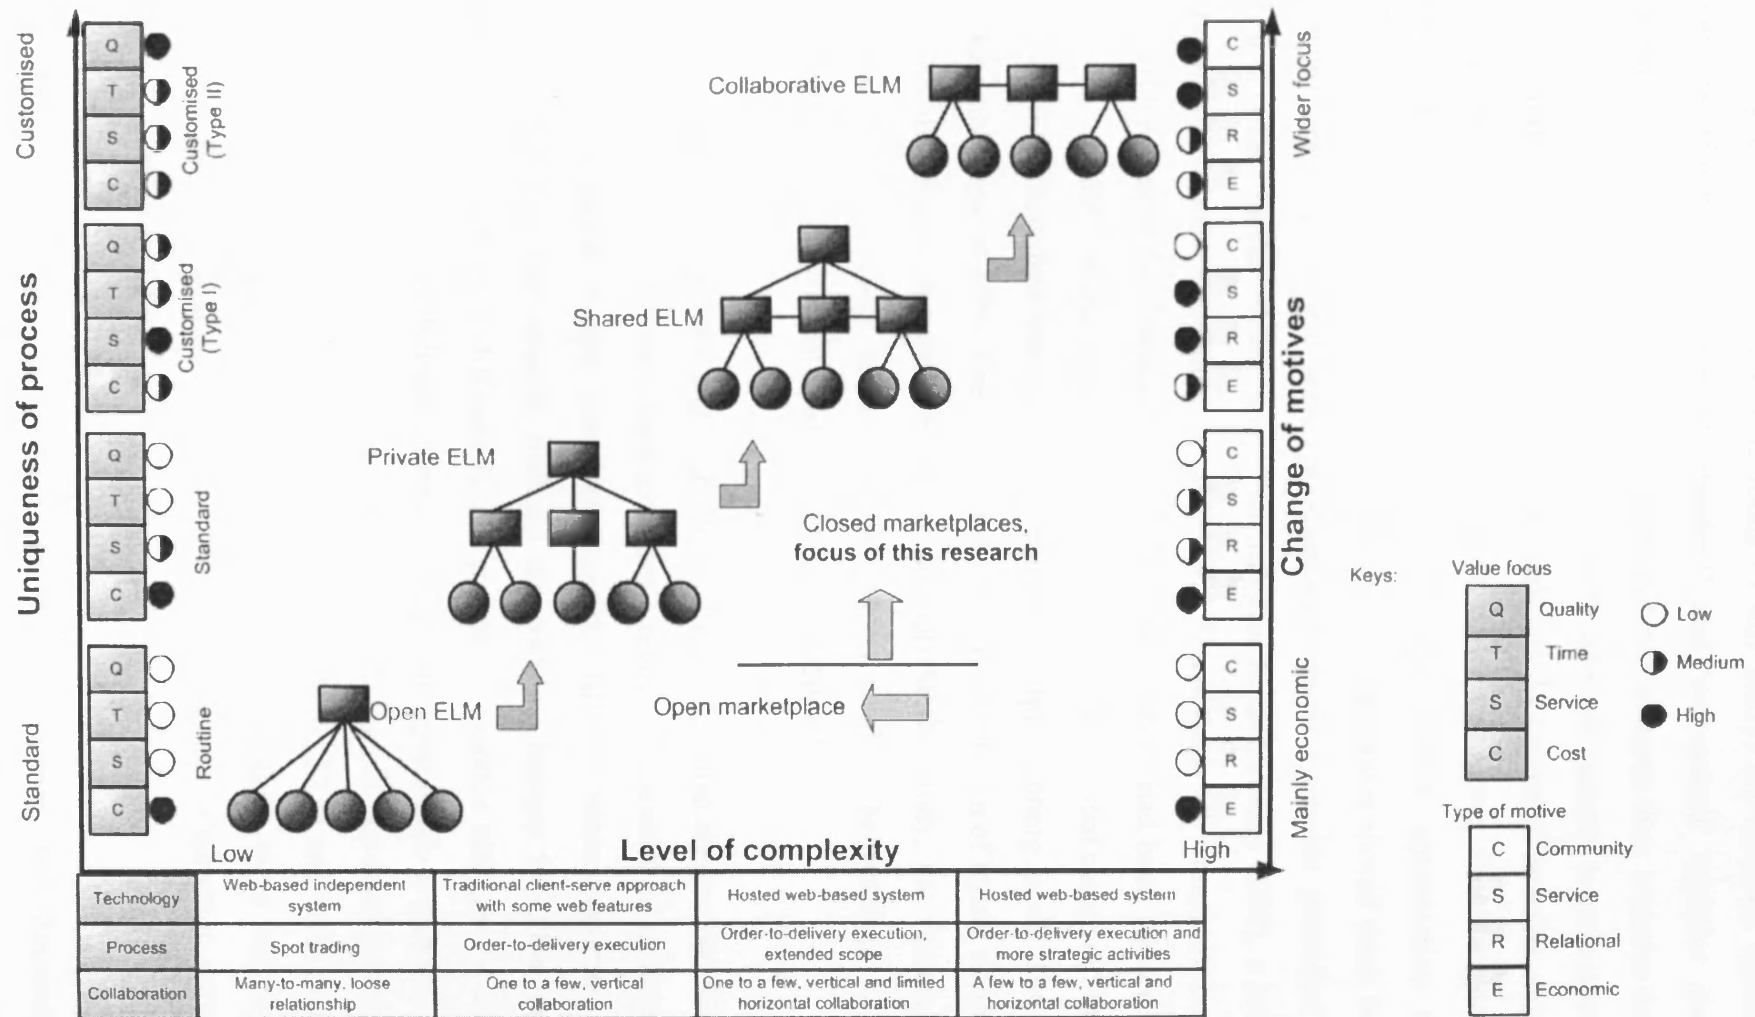 Customised
Uniqueness of process
Standard
Q
T
S
C
Customised
(Type II)
Q
T
S
C
Customised
(Type I)
Q
T
S
C
Standard
Q
T
S
C
Routine
Collaborative ELM
Shared ELM
Private ELM
Open ELM
Closed marketplaces,
focus of this research
Open marketplace
C
S
R
E
C
S
R
E
C
S
R
E
C
S
R
E
Wider focus
Change of motives
Mainly economic
Low
Level of complexity
High
Technology
Web-based independent
system
Traditional client-serve approach
with some web features
Hosted web-based system
Hosted web-based system
Process
Spot trading
Order-to-delivery execution
Order-to-delivery execution,
extended scope
Order-to-delivery execution and
more strategic activities
Collaboration
Many-to-many, loose
relationship
One to a few, vertical
collaboration
One to a few, vertical and limited
horizontal collaboration
A few to a few, vertical and
horizontal collaboration
Keys:
Value focus
Q Quality
T Time
S Service
C Cost
Low
Medium
High
Type of motive
C Community
S Service
R Relational
E Economic